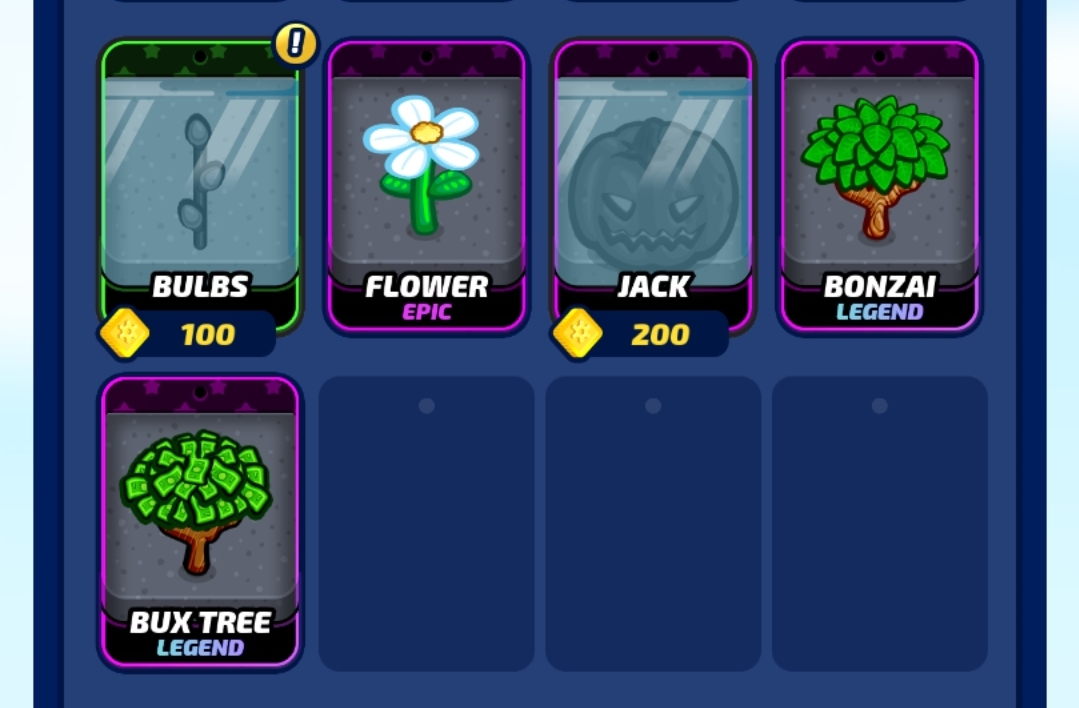 !
BULBS
100
FLOWER
EPIC
JACK
200
BONZAI
LEGEND
BUX TREE
LEGEND